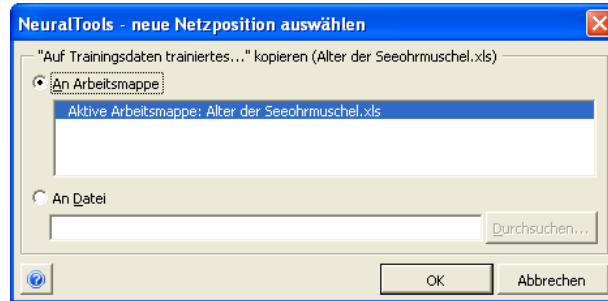 NeuralTools - neue Netzposition auswählen
"Auf Trainingsdaten trainiertes..." kopieren (Alter der Seeohrmuschel.xls)
An Arbeitsmappe
Aktive Arbeitsmappe: Alter der Seeohrmuschel.xls
An Datei
Durchsuchen...
OK Abbrechen